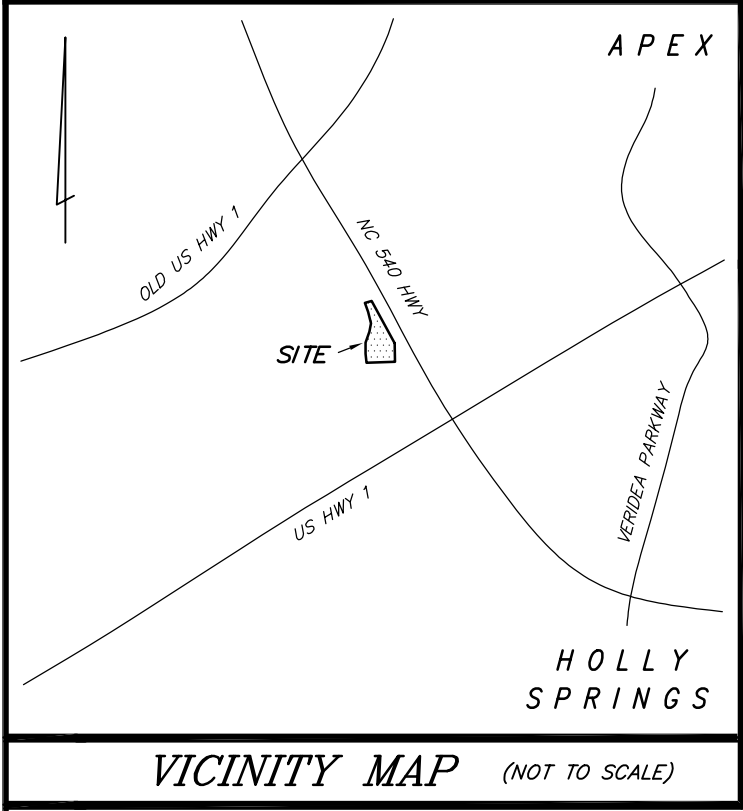 APEX
OLD US HWY 1
NC 540 HWY
SITE
US HWY 1
VERIDEA PARKWAY
HOLLY
SPRINGS
VICINITY MAP (NOT TO SCALE)